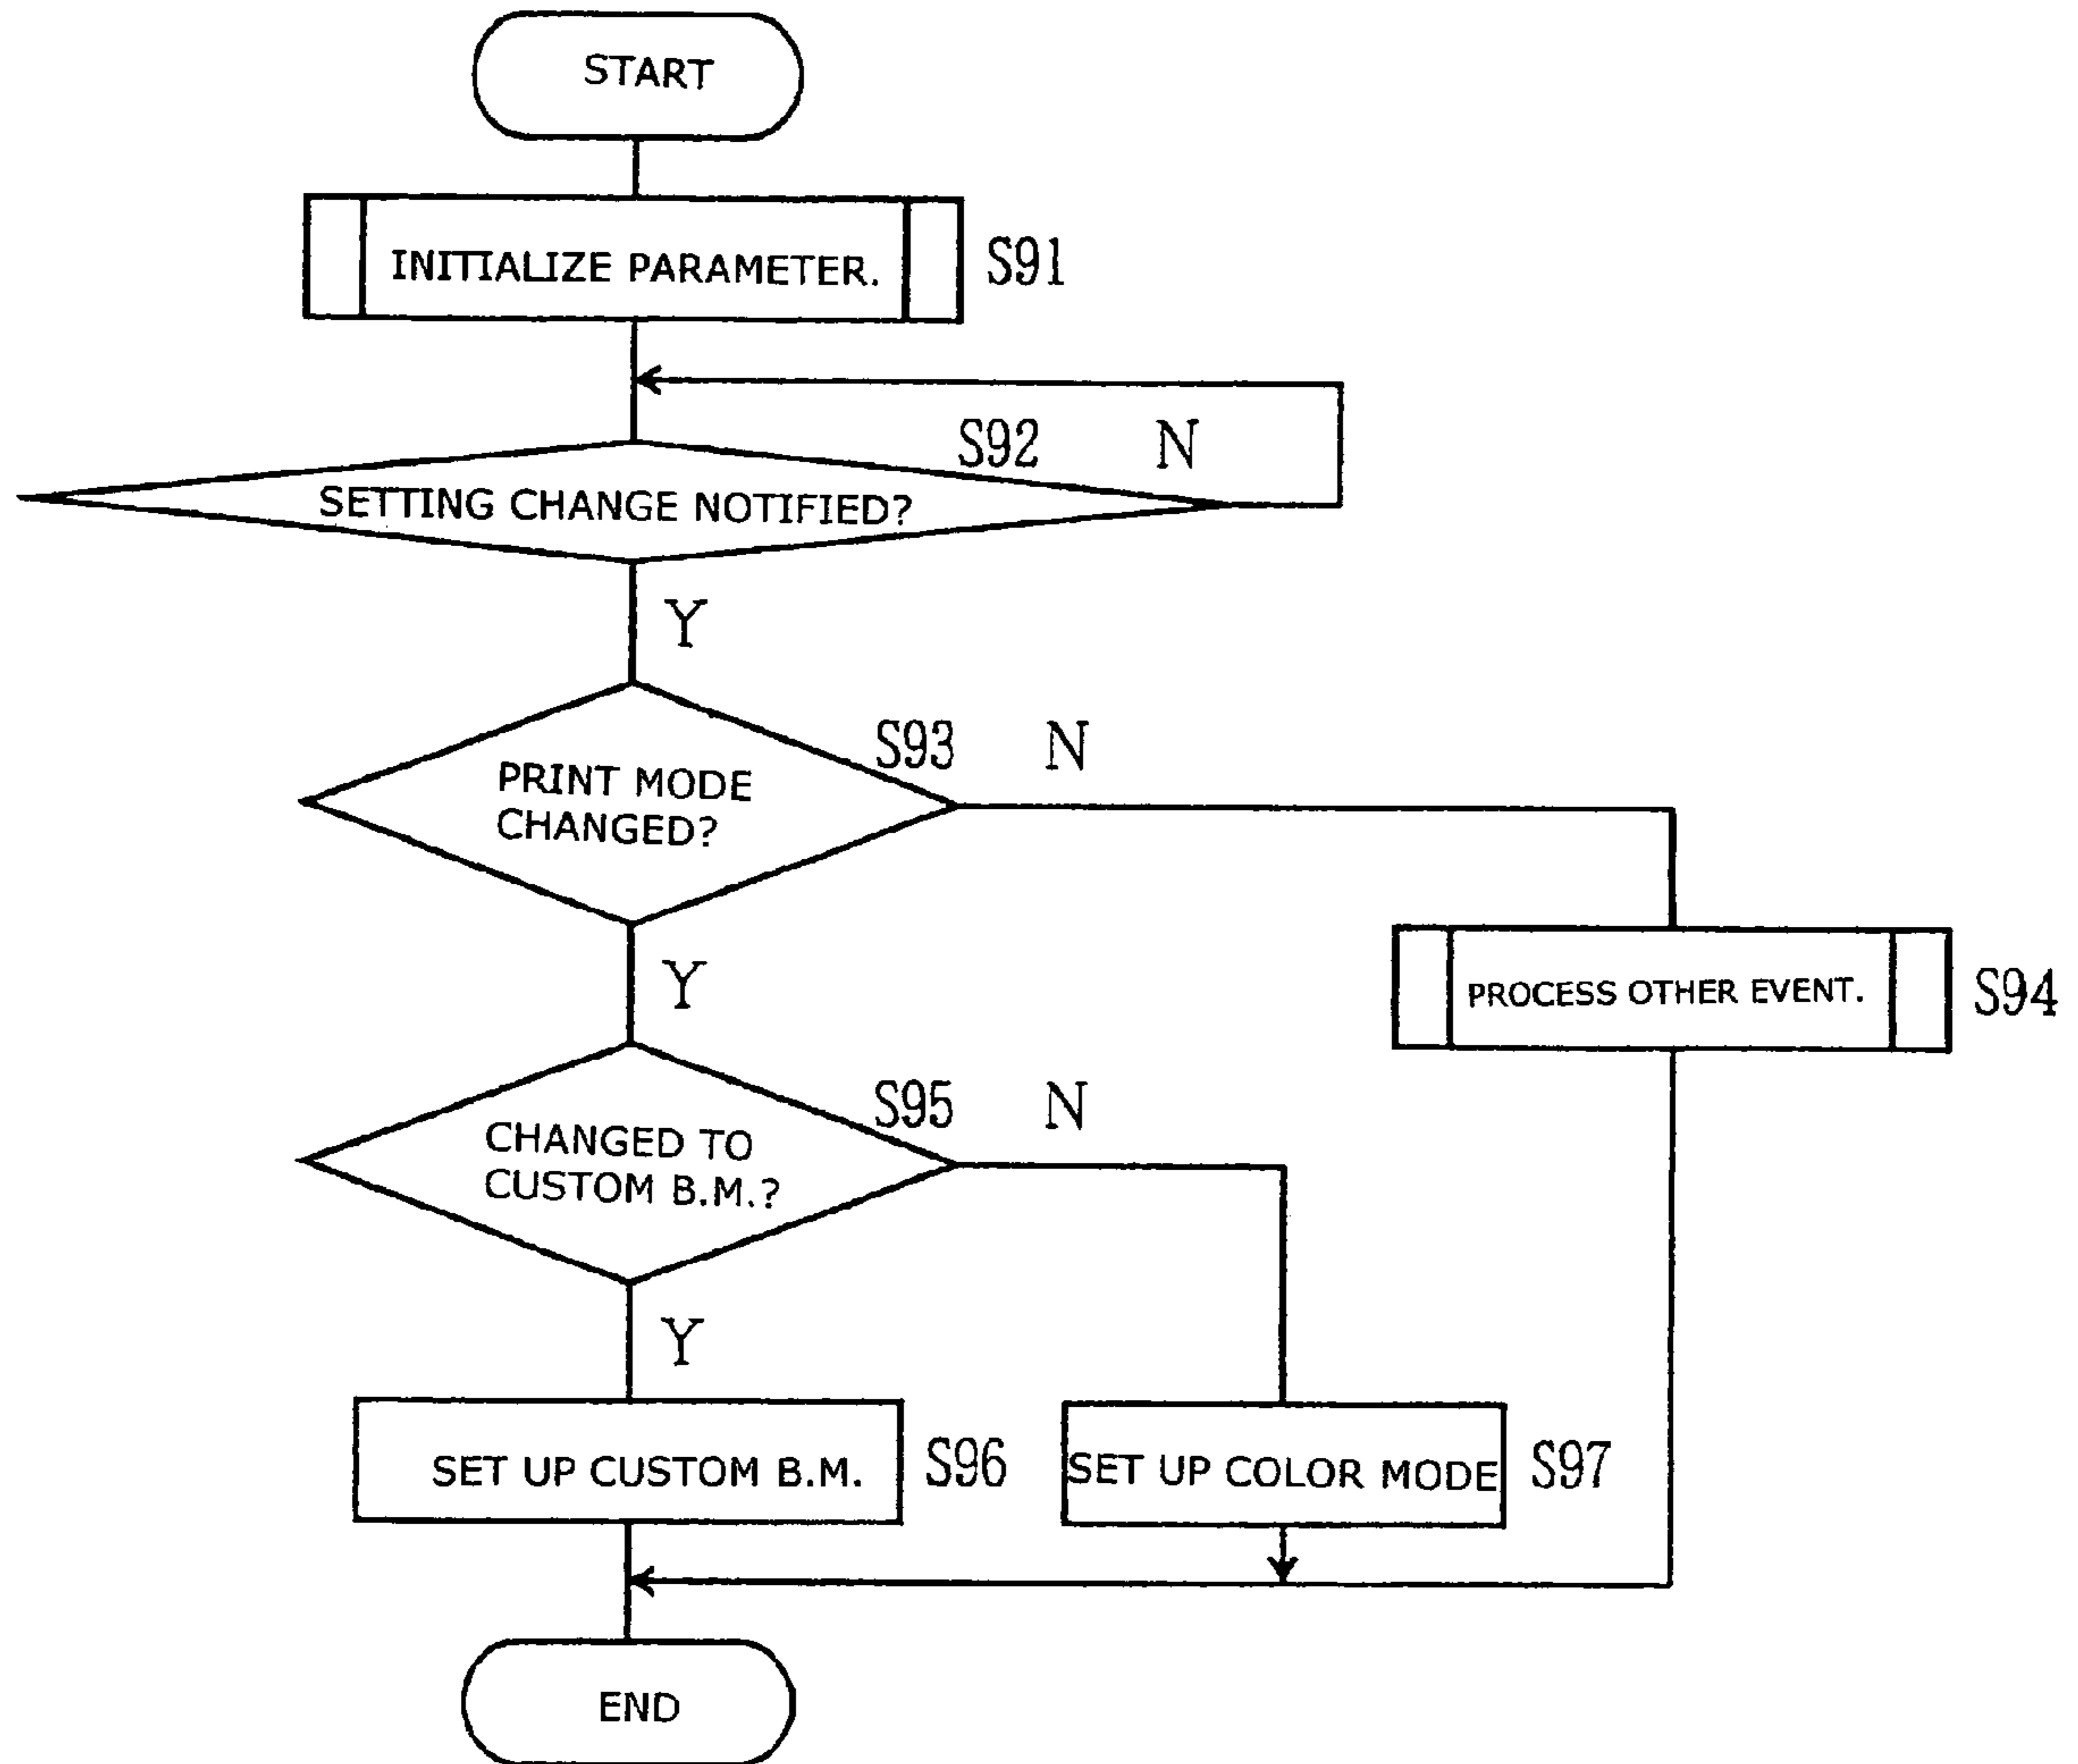 START
INITIALIZE PARAMETER.
S91
S92
N
SETTING CHANGE NOTIFIED?
Y
S93
N
PRINT MODE
CHANGED?
Y
PROCESS OTHER EVENT.
S94
S95
N
CHANGED TO
CUSTOM B.M.?
Y
SET UP CUSTOM B.M.
S96
SET UP COLOR MODE
S97
END